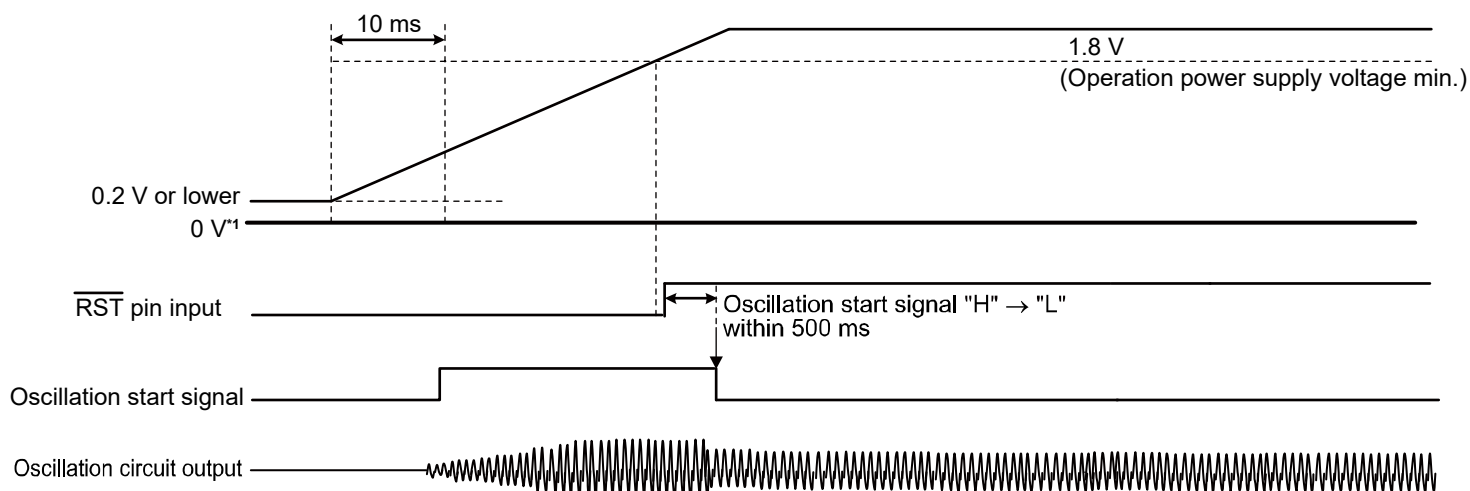 10 ms
1.8 V
(Operation power supply voltage min.)
0.2 V or lower
0 V*1
RST pin input
Oscillation start signal "H" → "L"
within 500 ms
Oscillation start signal
Oscillation circuit output